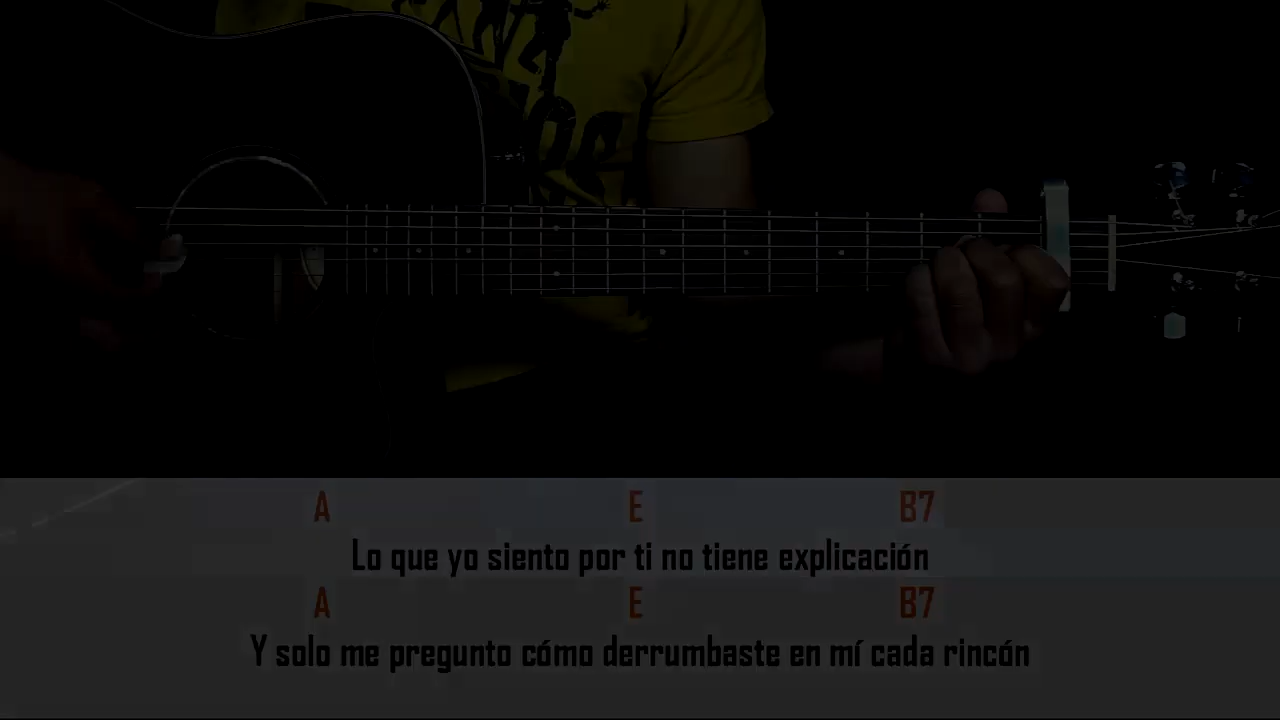 A E B7
Lo que yo siento por ti no tiene explicación
A E B7
Y solo me pregunto cómo derrumbaste en mí cada rincón